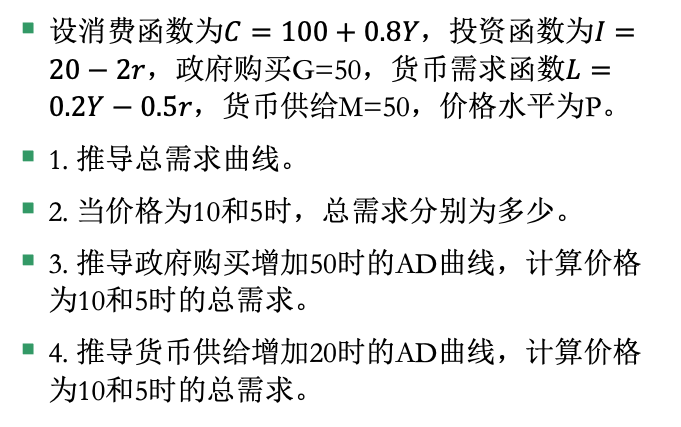 设消费函数为C = 100 + 0.8Y，投资函数为I =
20 − 2r，政府购买G=50，货币需求函数L =
0.2Y − 0.5r，货币供给M=50，价格水平为P。
1. 推导总需求曲线。
2. 当价格为10和5时，总需求分别为多少。
3. 推导政府购买增加50时的AD曲线，计算价格
为10和5时的总需求。
4. 推导货币供给增加20时的AD曲线，计算价格
为10和5时的总需求。